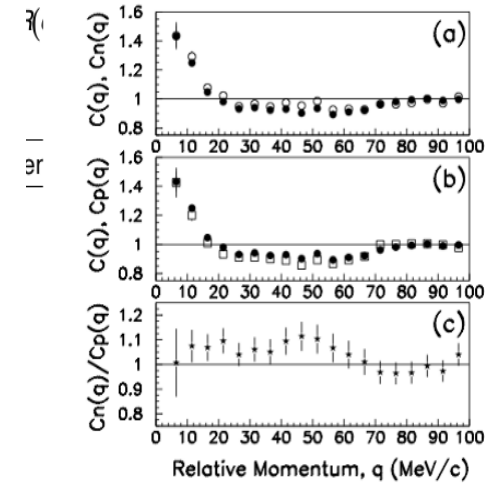 R(
er
C(q), Cn(q)
1.6
1.4
1.2
1
0.8
(a)
0 10 20 30 40 50 60 70 80 90 100
C(q), Cp(q)
1.6
1.4
1.2
1
0.8
(b)
0 10 20 30 40 50 60 70 80 90 100
Cn(q)/Cp(q)
1.2
1.1
1
0.9
0.8
(c)
0 10 20 30 40 50 60 70 80 90 100
Relative Momentum, q (MeV/c)